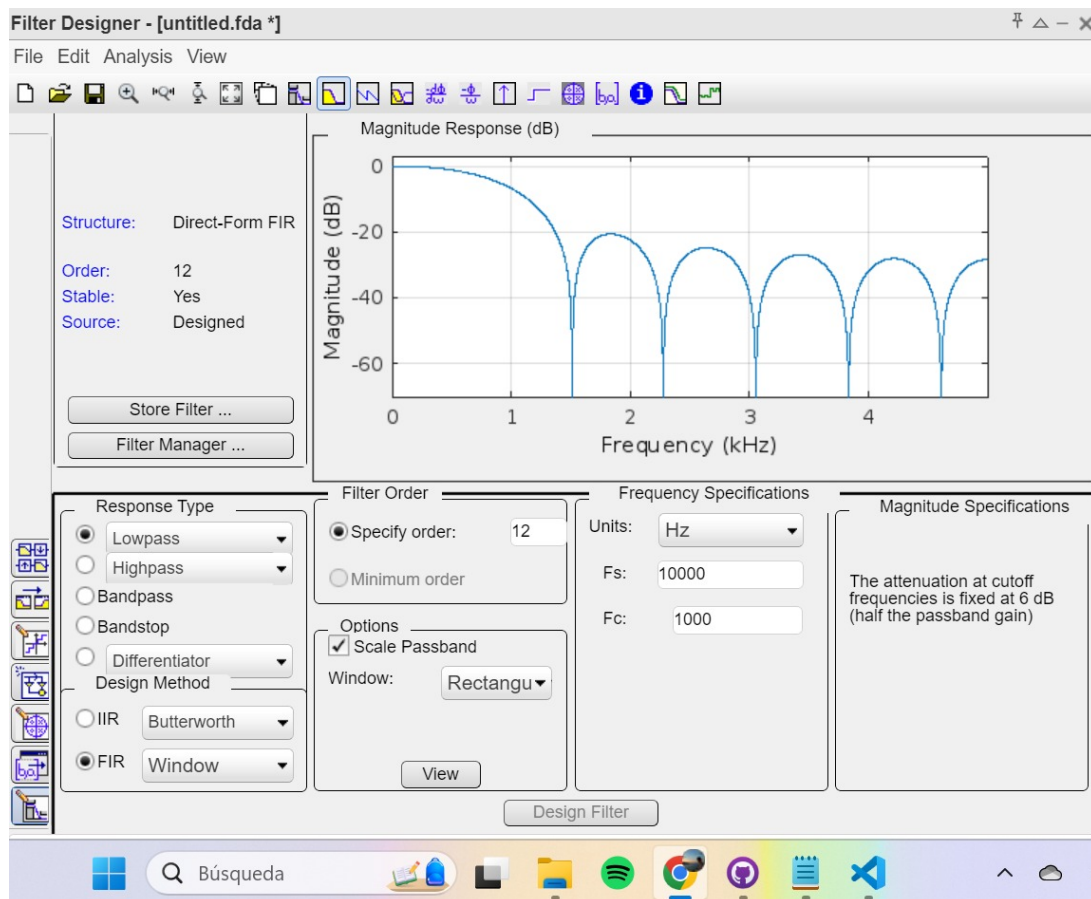 Filter Designer - [untitled.fda *]
File Edit Analysis View
Structure: Direct-Form FIR
Order: 12
Stable: Yes
Source: Designed
Store Filter ...
Filter Manager ...
Magnitude Response (dB)
0
-20
-40
-60
Magnitude (dB)
0 1 2 3 4
Frequency (kHz)
Response Type
Lowpass
Highpass
Bandpass
Bandstop
Differentiator
Design Method
IIR Butterworth
FIR Window
Filter Order
Specify order: 12
Minimum order
Options
Scale Passband
Window: Rectangu
View
Frequency Specifications
Units: Hz
Fs: 10000
Fc: 1000
Magnitude Specifications
The attenuation at cutoff
frequencies is fixed at 6 dB
(half the passband gain)
Design Filter
Búsqueda